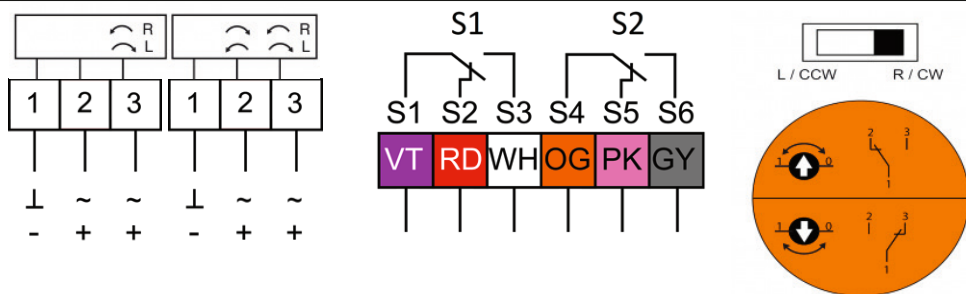 R
L
1 2 3
⊥ ~ ~
- + +
R
L
1 2 3
⊥ ~ ~
- + +
S1 S2
S1 S2 S3 S4 S5 S6
VT RD WH OG PK GY
L / CCW R / CW
1 0
2 3
1
1 0
2 3
1